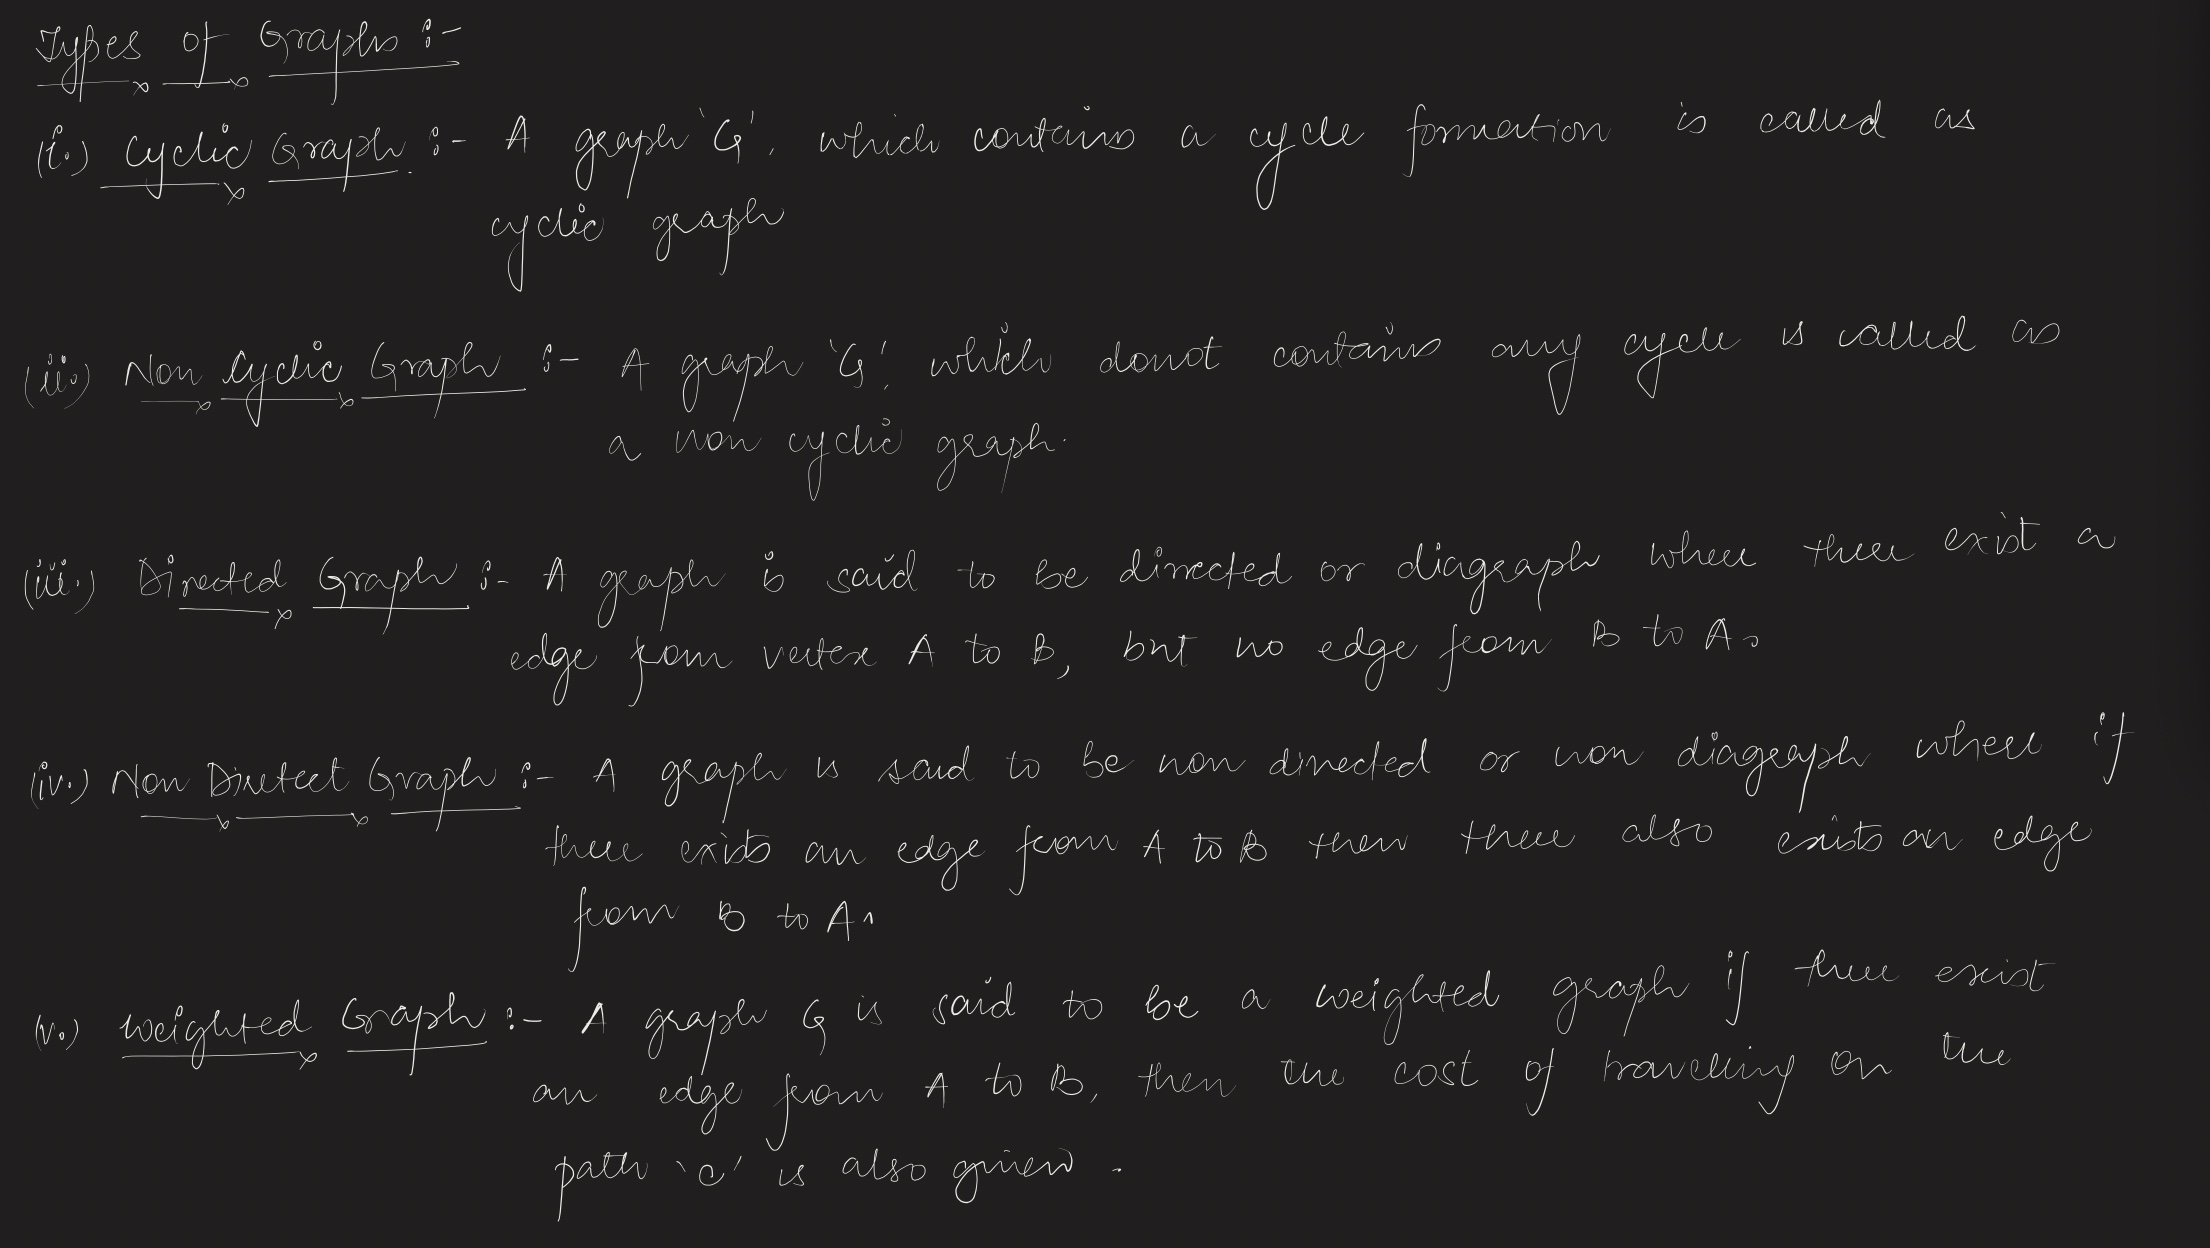 Types of Graphs :-
(i.) Cyclic Graph :- A graph 'G', which contains a cycle formation is called as
cyclic graph
(ii.) Non Cyclic Graph :- A graph 'G', which donot contains any cycle is called as
a non cyclic graph.
(iii.) Directed Graph :- A graph is said to be directed or diagraph where there exist a
edge from vertex A to B, but no edge from B to A.
(iv.) Non Diretect Graph :- A graph is said to be non directed or non diagraph where if
there exists an edge from A to B then there also exists an edge
from B to A.
(v.) Weighted Graph :- A graph G is said to be a weighted graph if there exist
an edge from A to B, then the cost of travelling on the
path 'c' is also given.